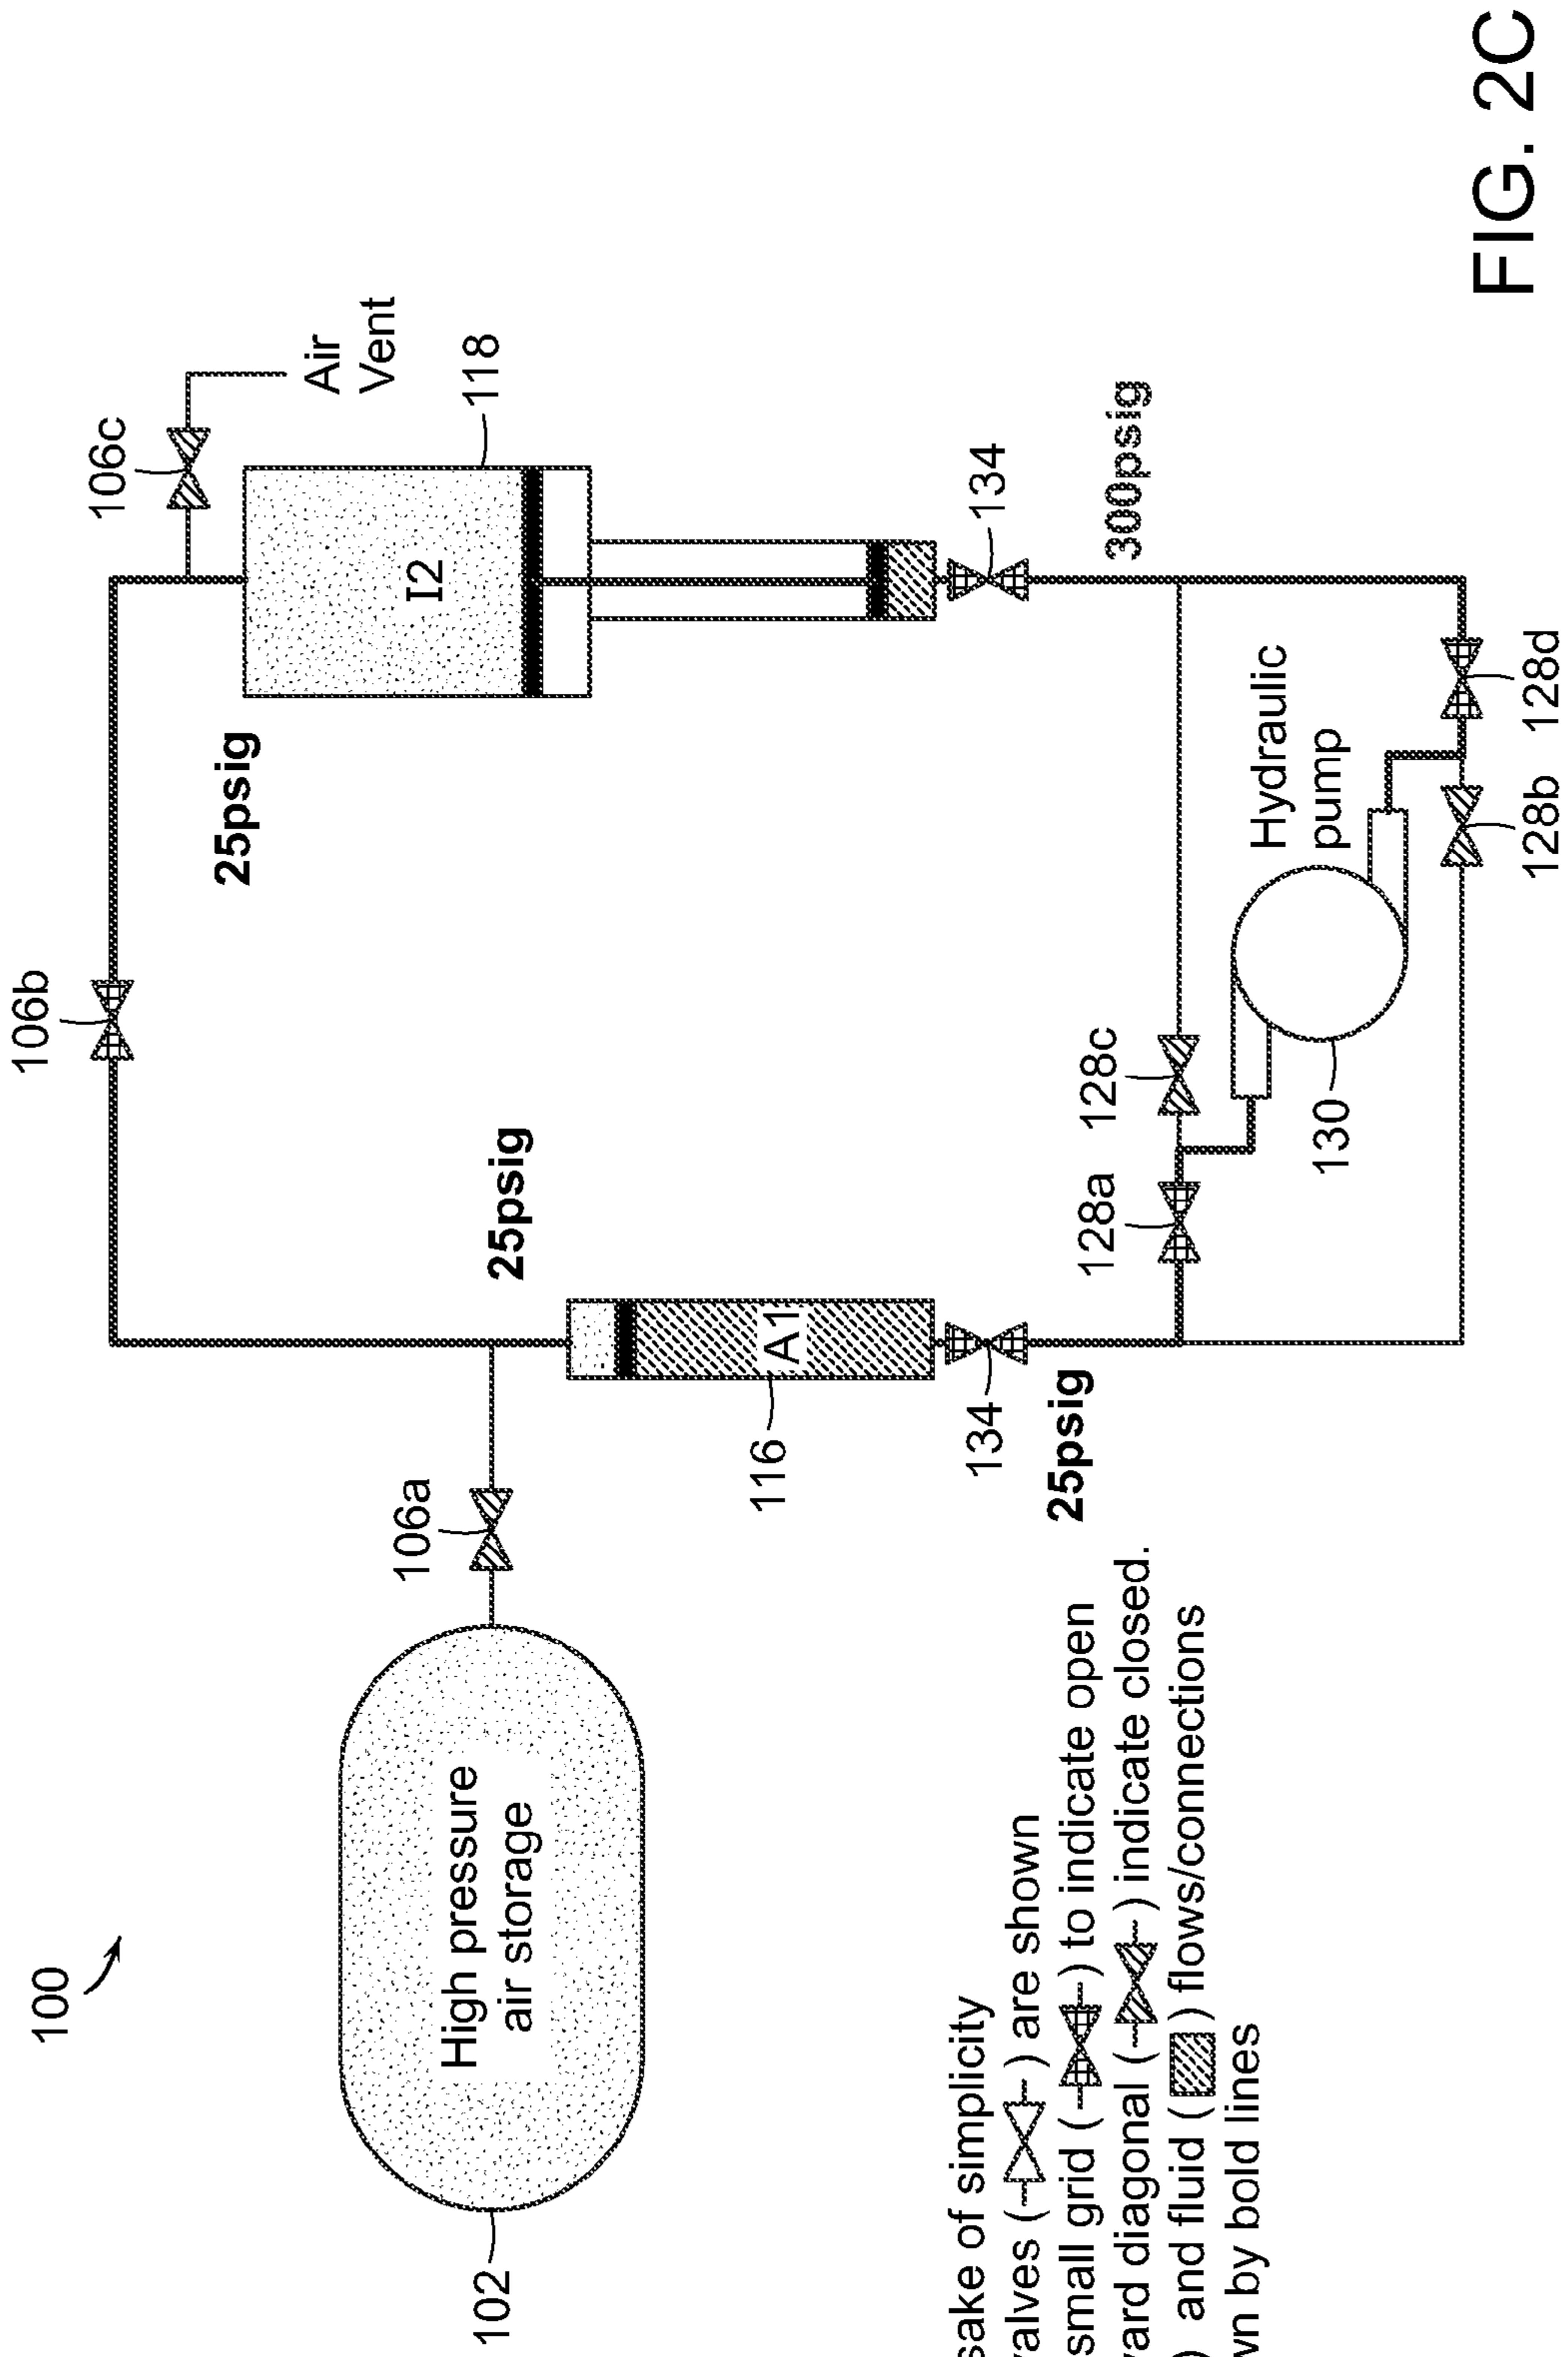 100
102
High pressure
air storage
106a
106b
106c
Air
Vent
25psig
I2
118
25psig
A1
116
134
25psig
134
300psig
128a
128c
130
Hydraulic
pump
128b
128d
sake of simplicity
valves ( ) are shown
small grid ( ) to indicate open
ard diagonal ( ) indicate closed.
) and fluid ( ) flows/connections
wn by bold lines
FIG. 2C